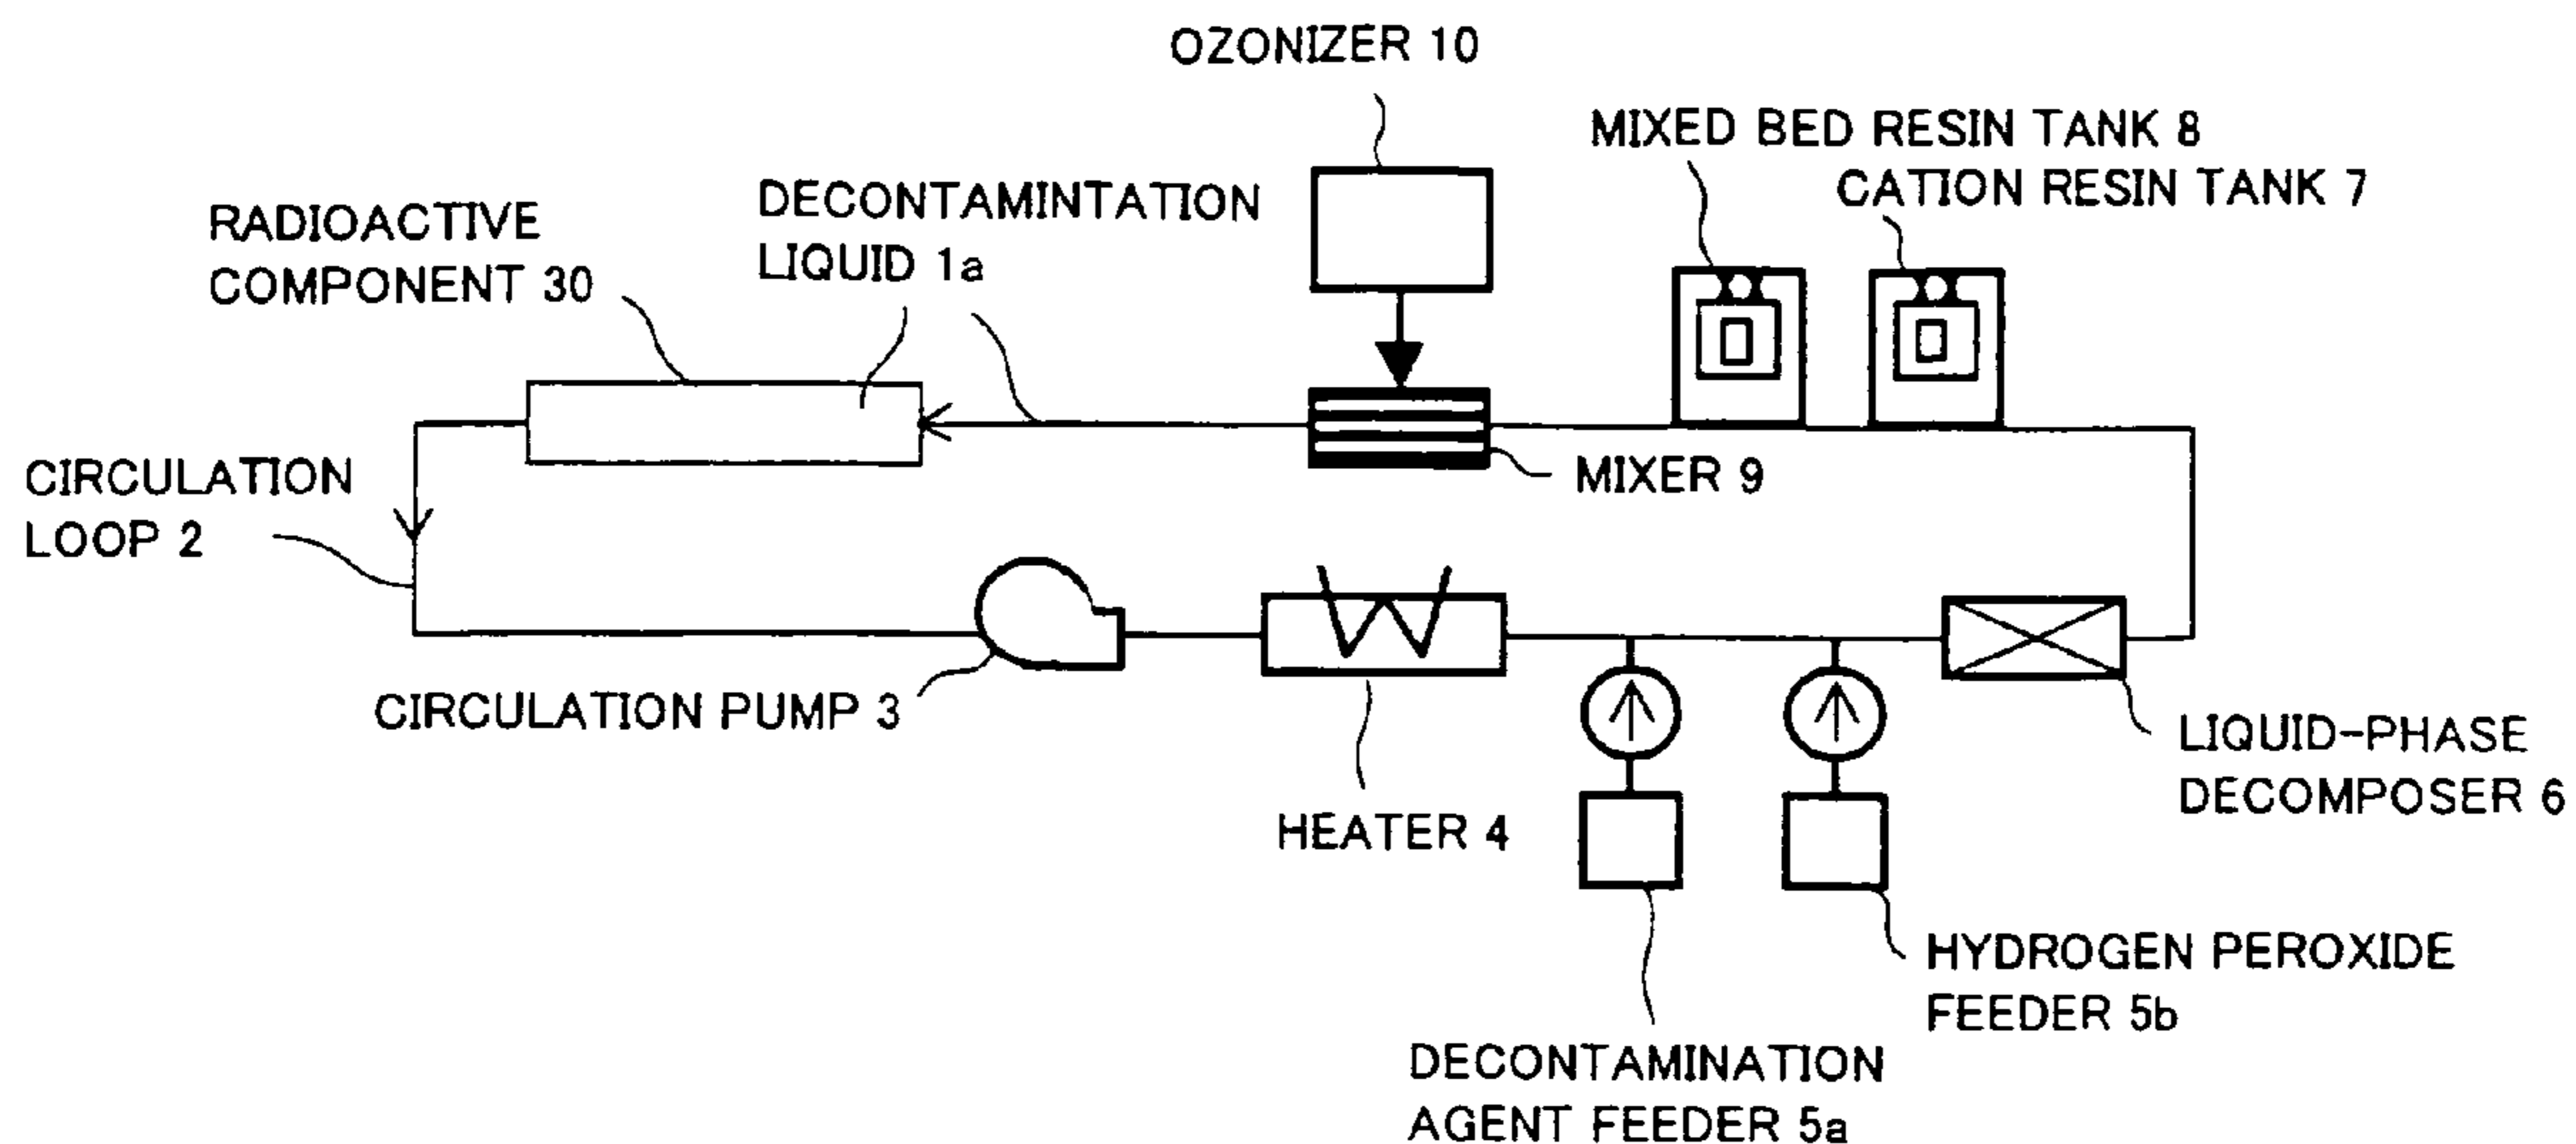 OZONIZER 10
MIXED BED RESIN TANK 8
CATION RESIN TANK 7
RADIOACTIVE
COMPONENT 30
DECONTAMINTATION
LIQUID 1a
CIRCULATION
LOOP 2
MIXER 9
CIRCULATION PUMP 3
HEATER 4
LIQUID-PHASE
DECOMPOSER 6
HYDROGEN PEROXIDE
FEEDER 5b
DECONTAMINATION
AGENT FEEDER 5a